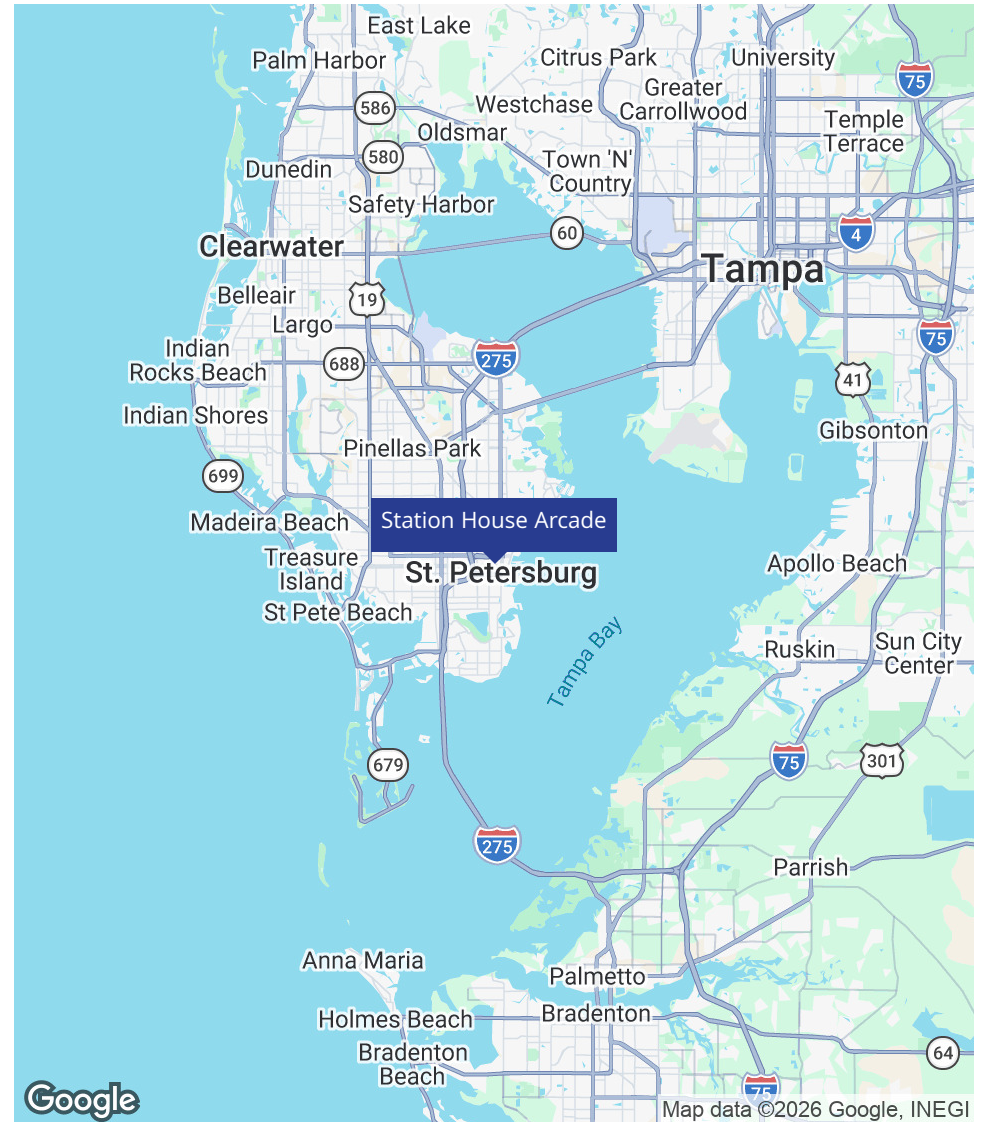 East Lake
Palm Harbor
Citrus Park
University
75
586
Westchase
Greater
Carrollwood
Oldsmar
Temple
Terrace
580
Dunedin
Town 'N'
Country
Safety Harbor
60
4
Clearwater
Tampa
Belleair
19
Largo
75
Indian
Rocks Beach
688
275
41
Indian Shores
Gibsonton
Pinellas Park
699
Madeira Beach
Station House Arcade
Treasure
Island
St. Petersburg
Apollo Beach
St Pete Beach
Tampa Bay
Ruskin
Sun City
Center
679
75
301
275
Parrish
Anna Maria
Palmetto
Holmes Beach
Bradenton
Bradenton
Beach
64
75
Google
Map data ©2026 Google, INEGI